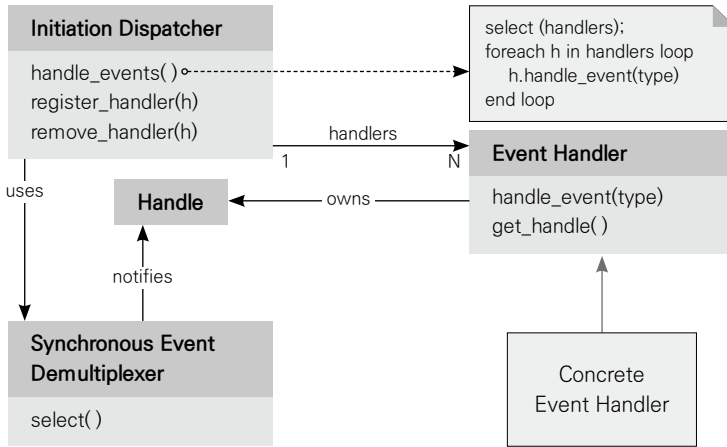 Initiation Dispatcher
handle_events( )
register_handler(h)
remove_handler(h)
select (handlers);
foreach h in handlers loop
h.handle_event(type)
end loop
handlers
1
N
Event Handler
handle_event(type)
get_handle( )
uses
Handle
owns
notifies
Synchronous Event
Demultiplexer
select( )
Concrete
Event Handler